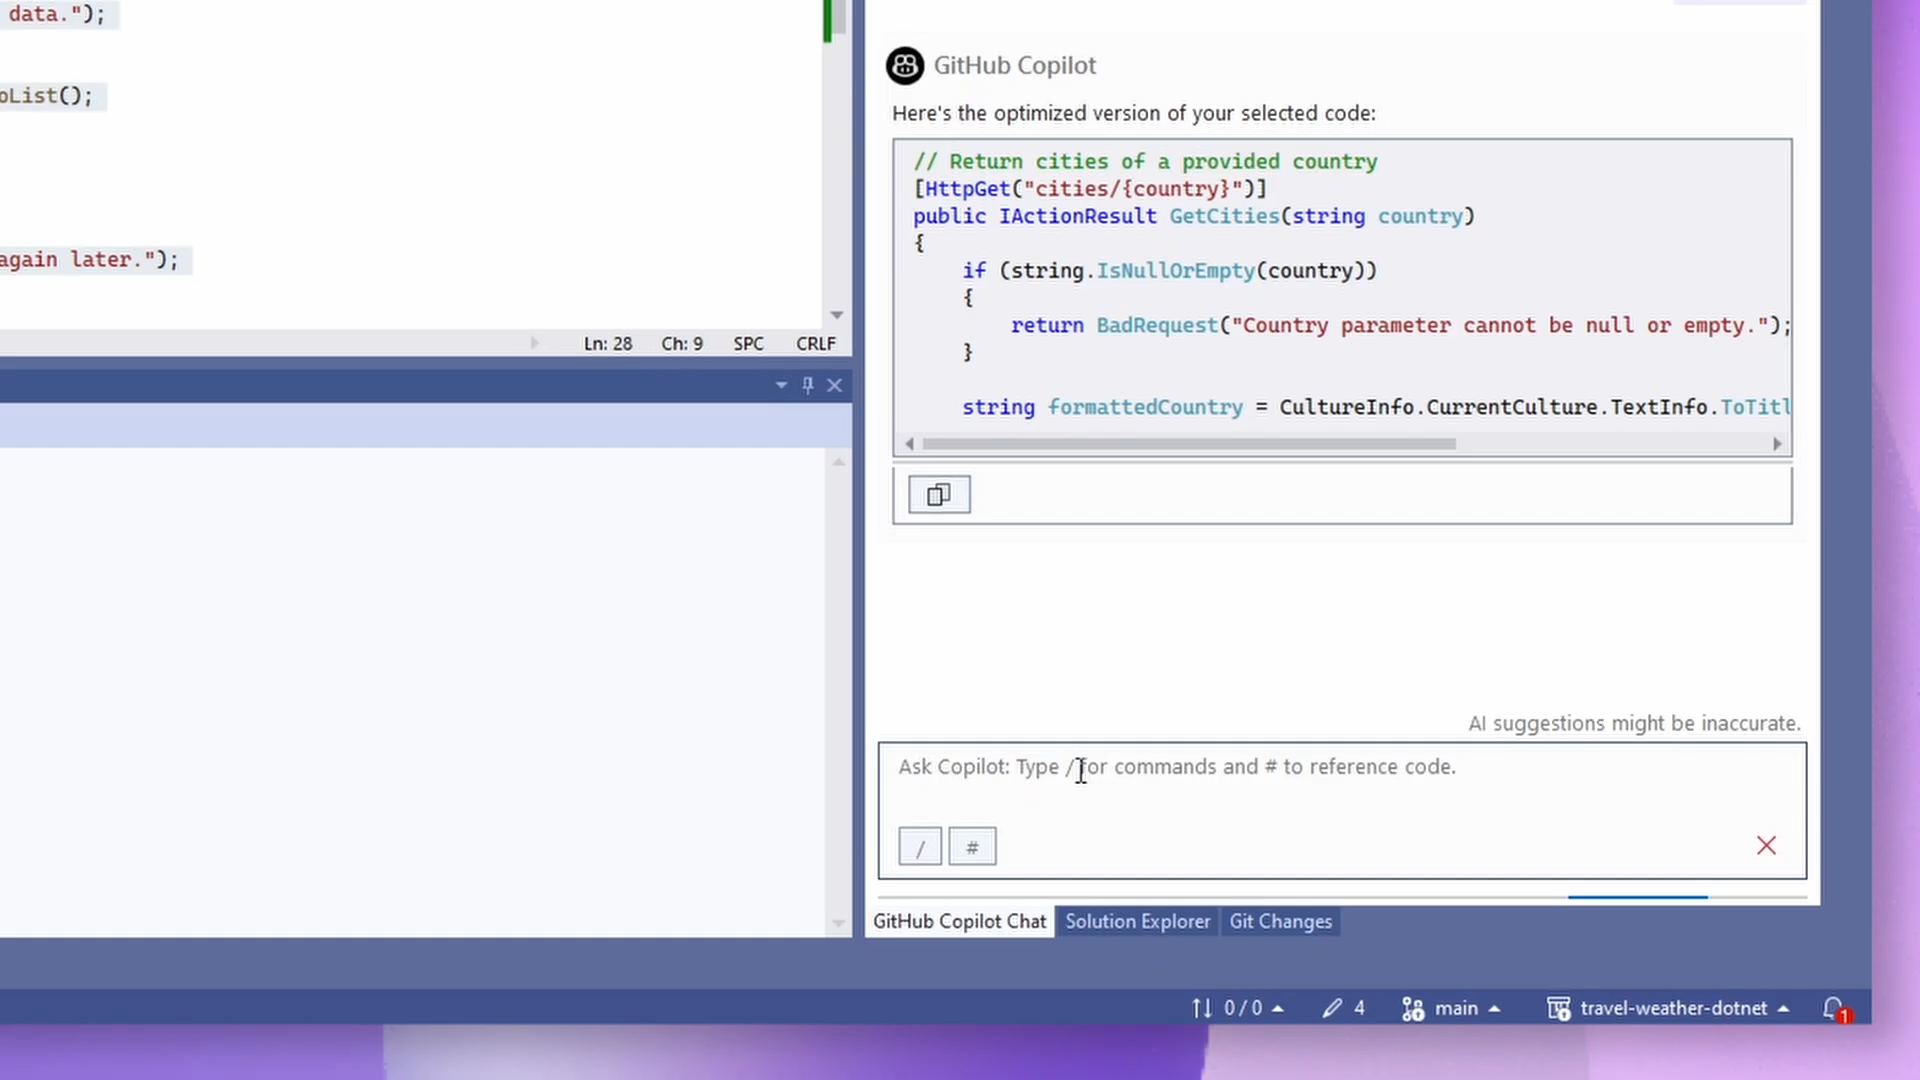 data.");
oList();
again later.");
Ln: 28 Ch: 9 SPC CRLF
GitHub Copilot
Here's the optimized version of your selected code:
// Return cities of a provided country
[HttpGet("cities/{country}")]
public IActionResult GetCities(string country)
{
if (string.IsNullOrEmpty(country))
{
return BadRequest("Country parameter cannot be null or empty.");
}
string formattedCountry = CultureInfo.CurrentCulture.TextInfo.ToTitl
AI suggestions might be inaccurate.
Ask Copilot: Type / for commands and # to reference code.
/ #
GitHub Copilot Chat Solution Explorer Git Changes
0 / 0 4 main travel-weather-dotnet 1